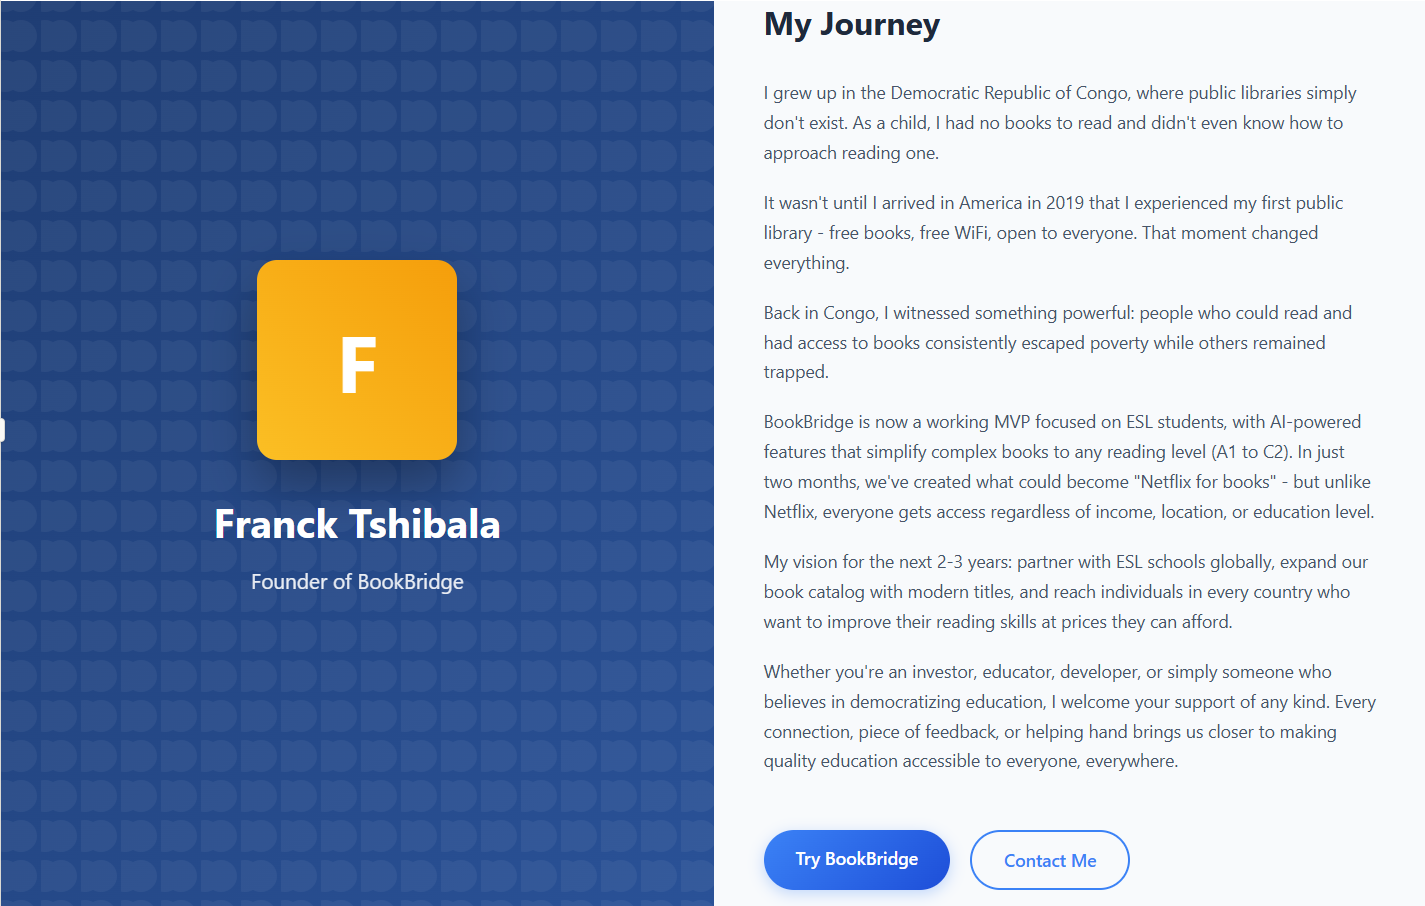 F
Franck Tshibala
Founder of BookBridge
My Journey
I grew up in the Democratic Republic of Congo, where public libraries simply
don't exist. As a child, I had no books to read and didn't even know how to
approach reading one.
It wasn't until I arrived in America in 2019 that I experienced my first public
library - free books, free WiFi, open to everyone. That moment changed
everything.
Back in Congo, I witnessed something powerful: people who could read and
had access to books consistently escaped poverty while others remained
trapped.
BookBridge is now a working MVP focused on ESL students, with AI-powered
features that simplify complex books to any reading level (A1 to C2). In just
two months, we've created what could become "Netflix for books" - but unlike
Netflix, everyone gets access regardless of income, location, or education level.
My vision for the next 2-3 years: partner with ESL schools globally, expand our
book catalog with modern titles, and reach individuals in every country who
want to improve their reading skills at prices they can afford.
Whether you're an investor, educator, developer, or simply someone who
believes in democratizing education, I welcome your support of any kind. Every
connection, piece of feedback, or helping hand brings us closer to making
quality education accessible to everyone, everywhere.
Try BookBridge
Contact Me